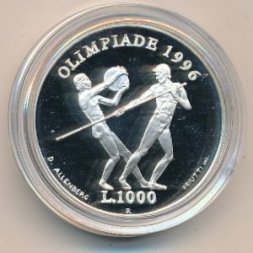 OLIMPIADE 1996
D. ALLENBERG
L.1000
R